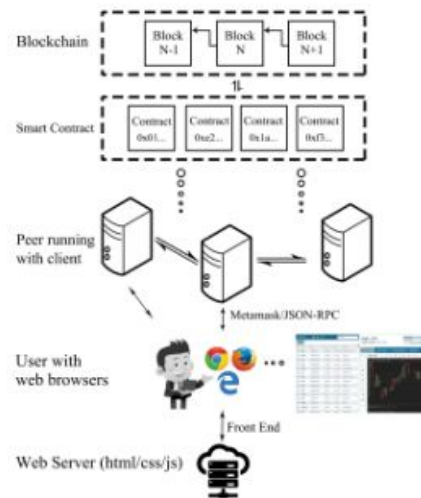 Blockchain
Block
N-1
Block
N
Block
N+1
Smart Contract
Contract
0x01...
Contract
0xe2...
Contract
0x1a...
Contract
0xf3...
Peer running
with client
Metamask/JSON-RPC
User with
web browsers
Front End
Web Server (html/css/js)